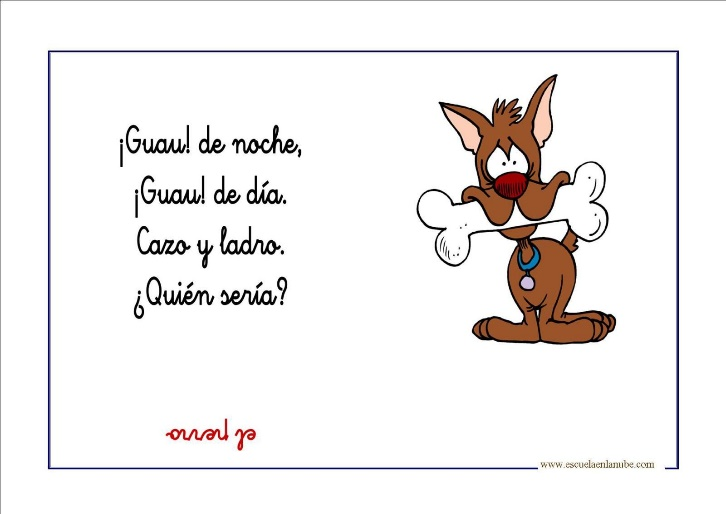 ¡Guau! de noche,
¡Guau! de día.
Cazo y ladro.
¿Quién sería?
el perro
www.escuelaenlanube.com